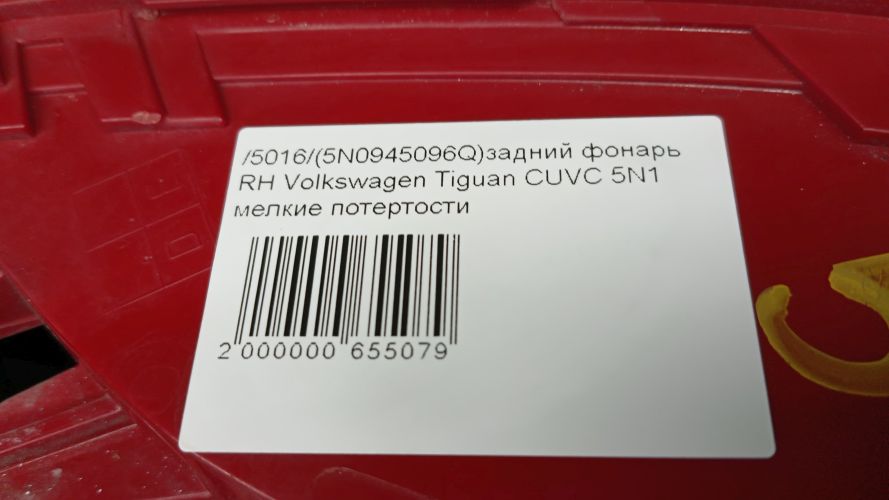 /5016/(5N0945096Q)задний фонарь
RH Volkswagen Tiguan CUVC 5N1
мелкие потертости
2 000000 655079